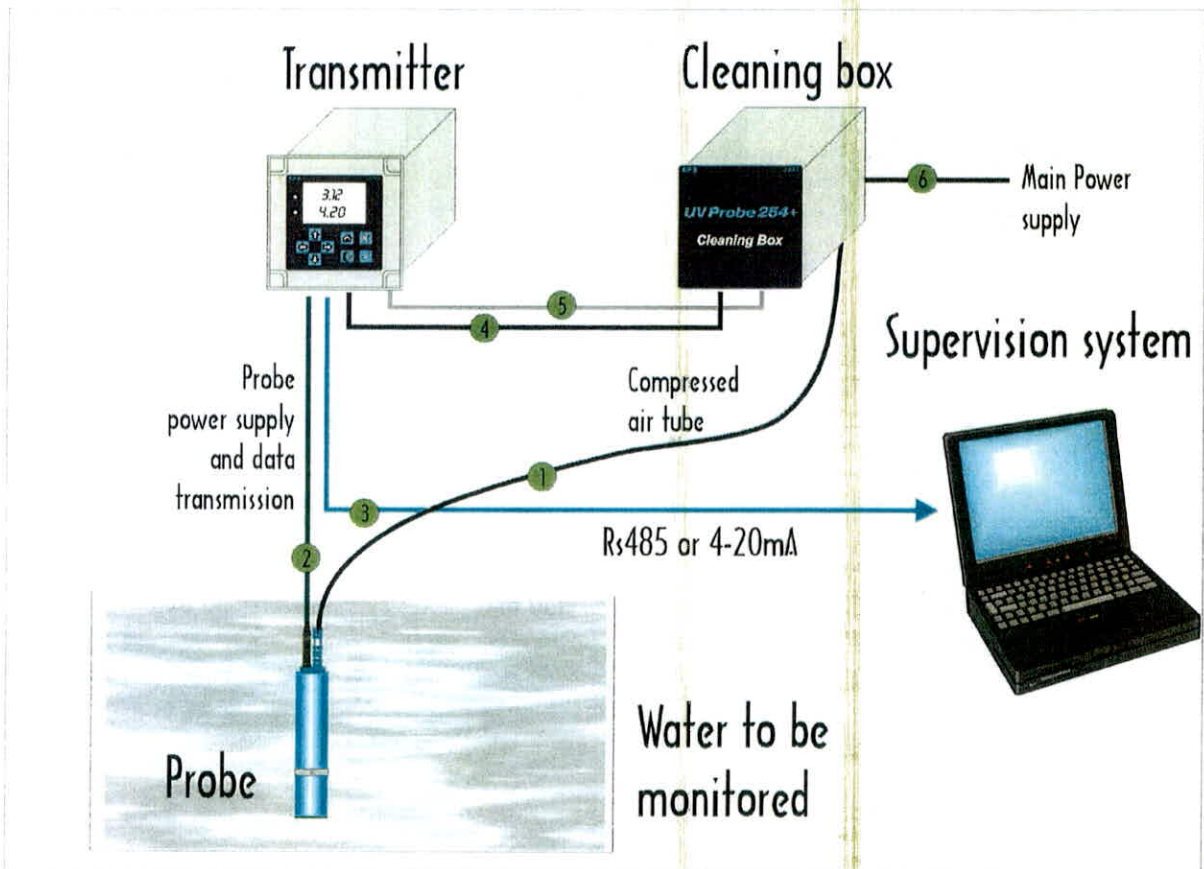 Transmitter
Cleaning box
3.12
4.20
UV Probe 254+
Cleaning Box
6
Main Power
supply
5
4
Supervision system
Probe
power supply
and data
transmission
Compressed
air tube
1
3
Rs485 or 4-20mA
2
Probe
Water to be
monitored